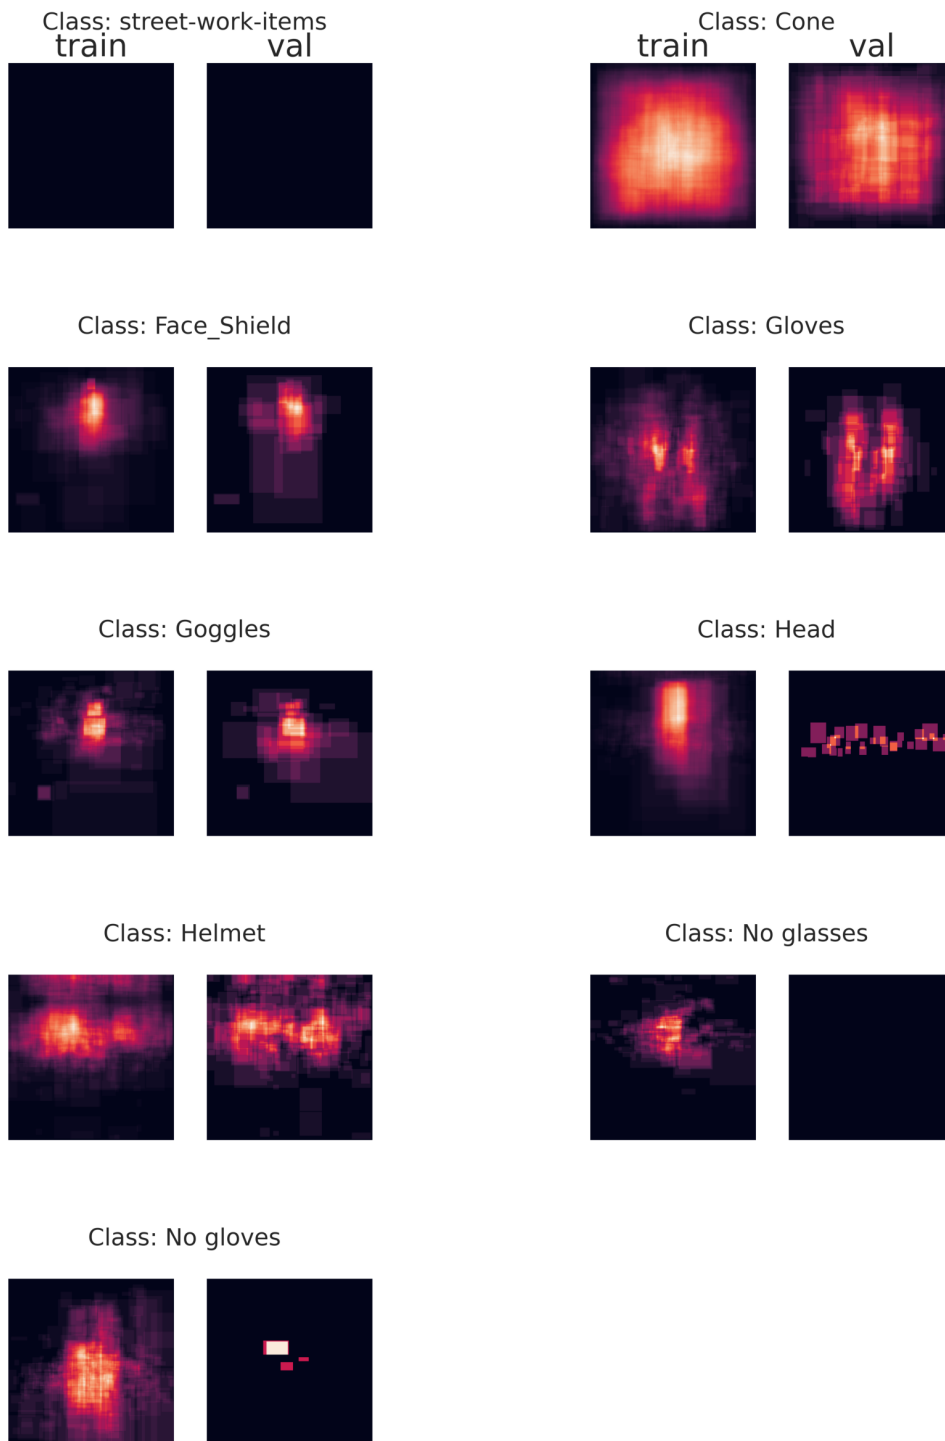 Class: street-work-items
train val
Class: Cone
train val
Class: Face_Shield
Class: Gloves
Class: Goggles
Class: Head
Class: Helmet
Class: No glasses
Class: No gloves